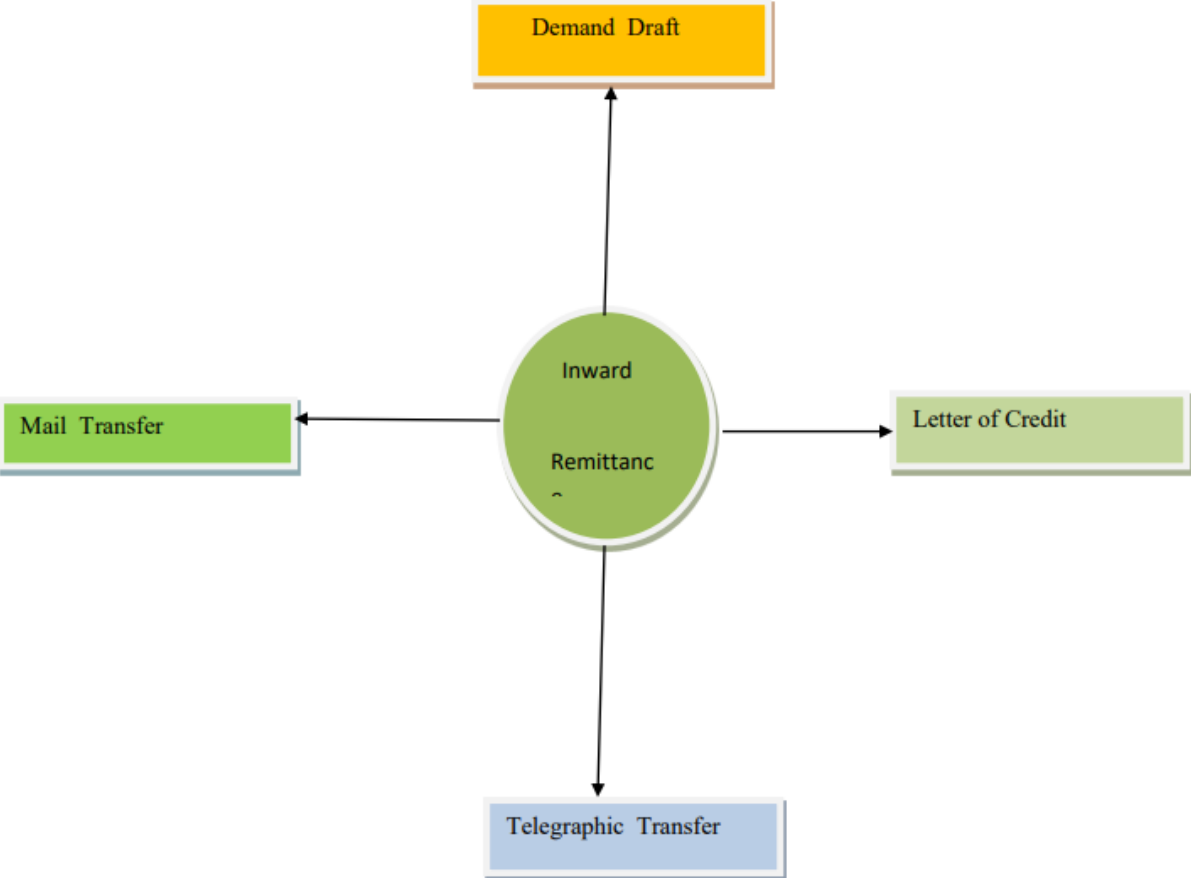 Demand Draft
Inward
Mail Transfer
Letter of Credit
Remittanc
Telegraphic Transfer